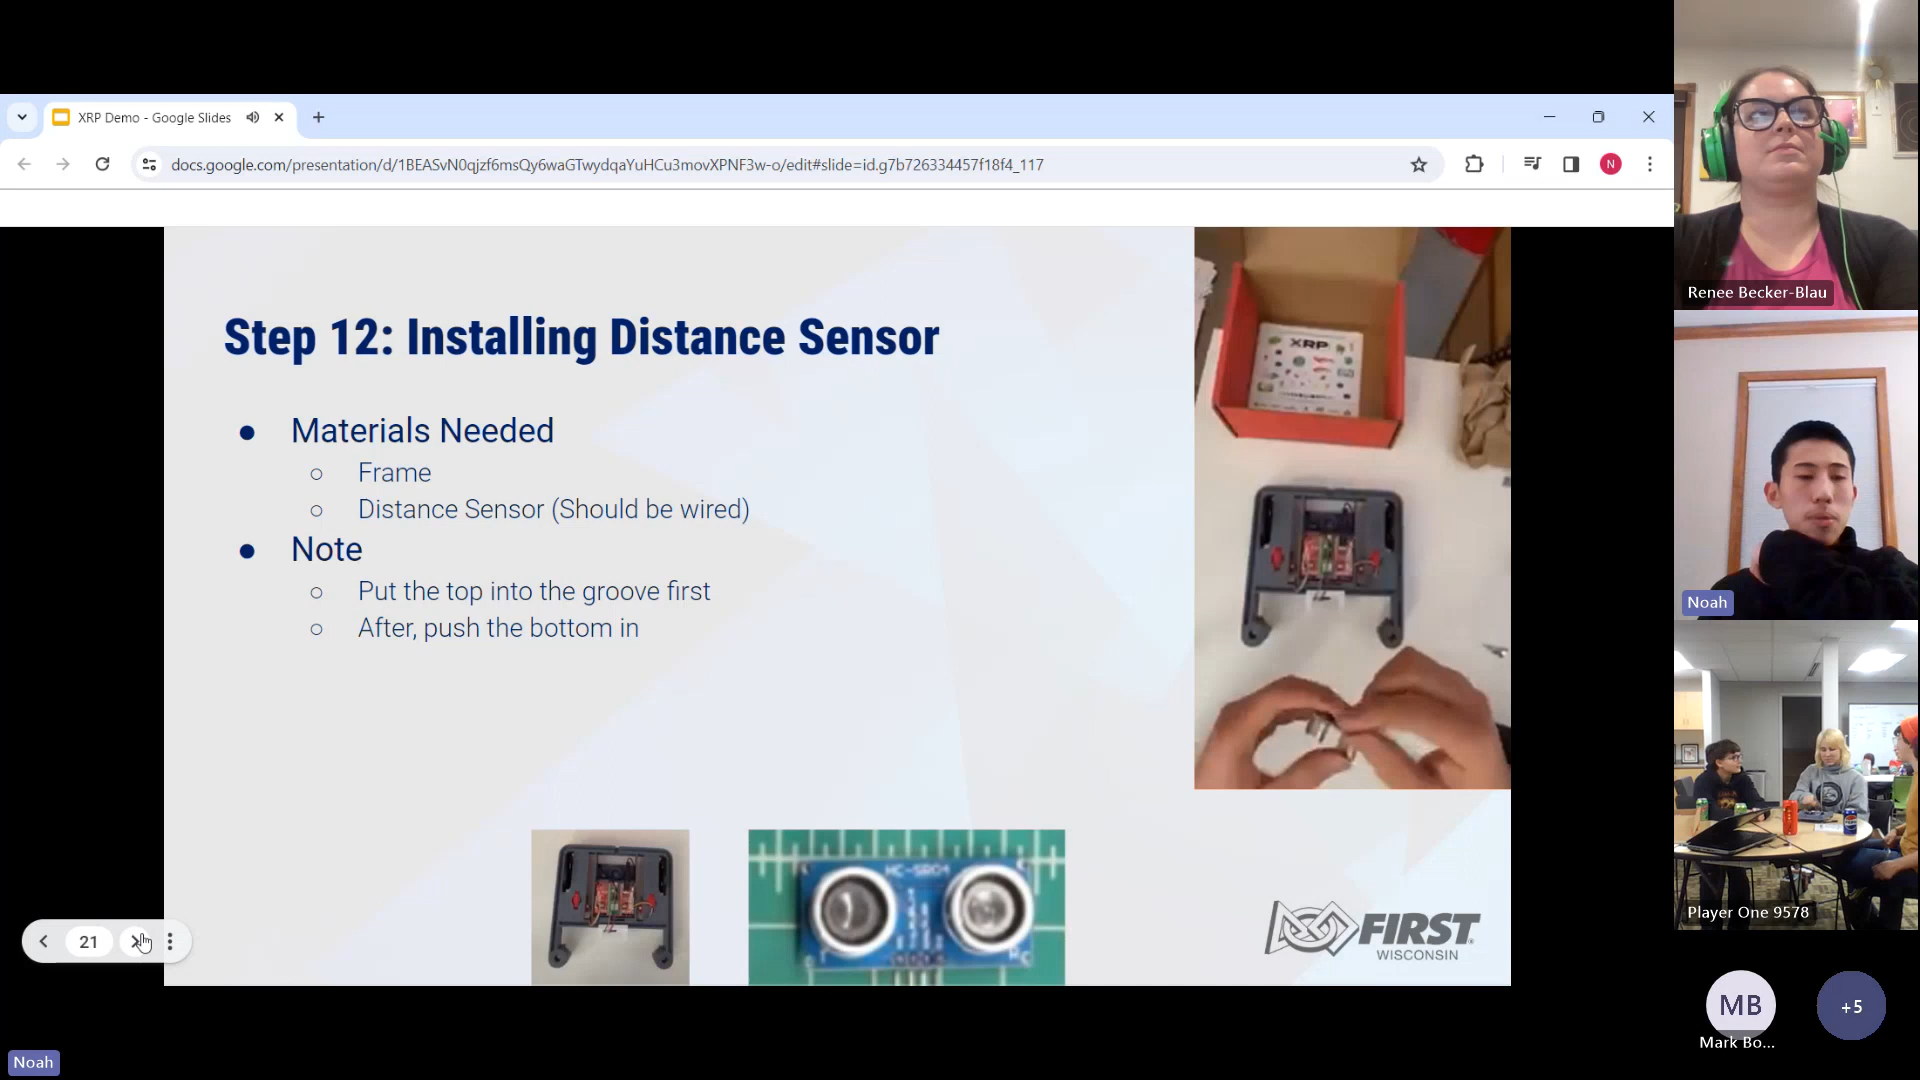 XRP Demo - Google Slides
docs.google.com/presentation/d/1BEASvN0qjzf6msQy6waGTwydqaYuHCu3movXPNF3w-o/edit#slide=id.g7b726334457f18f4_117
N
Step 12: Installing Distance Sensor
Materials Needed
Frame
Distance Sensor (Should be wired)
Note
Put the top into the groove first
After, push the bottom in
XRP
HC-SR04
FIRST
WISCONSIN
21
Noah
Renee Becker-Blau
Noah
Player One 9578
MB
+5
Mark Bo...